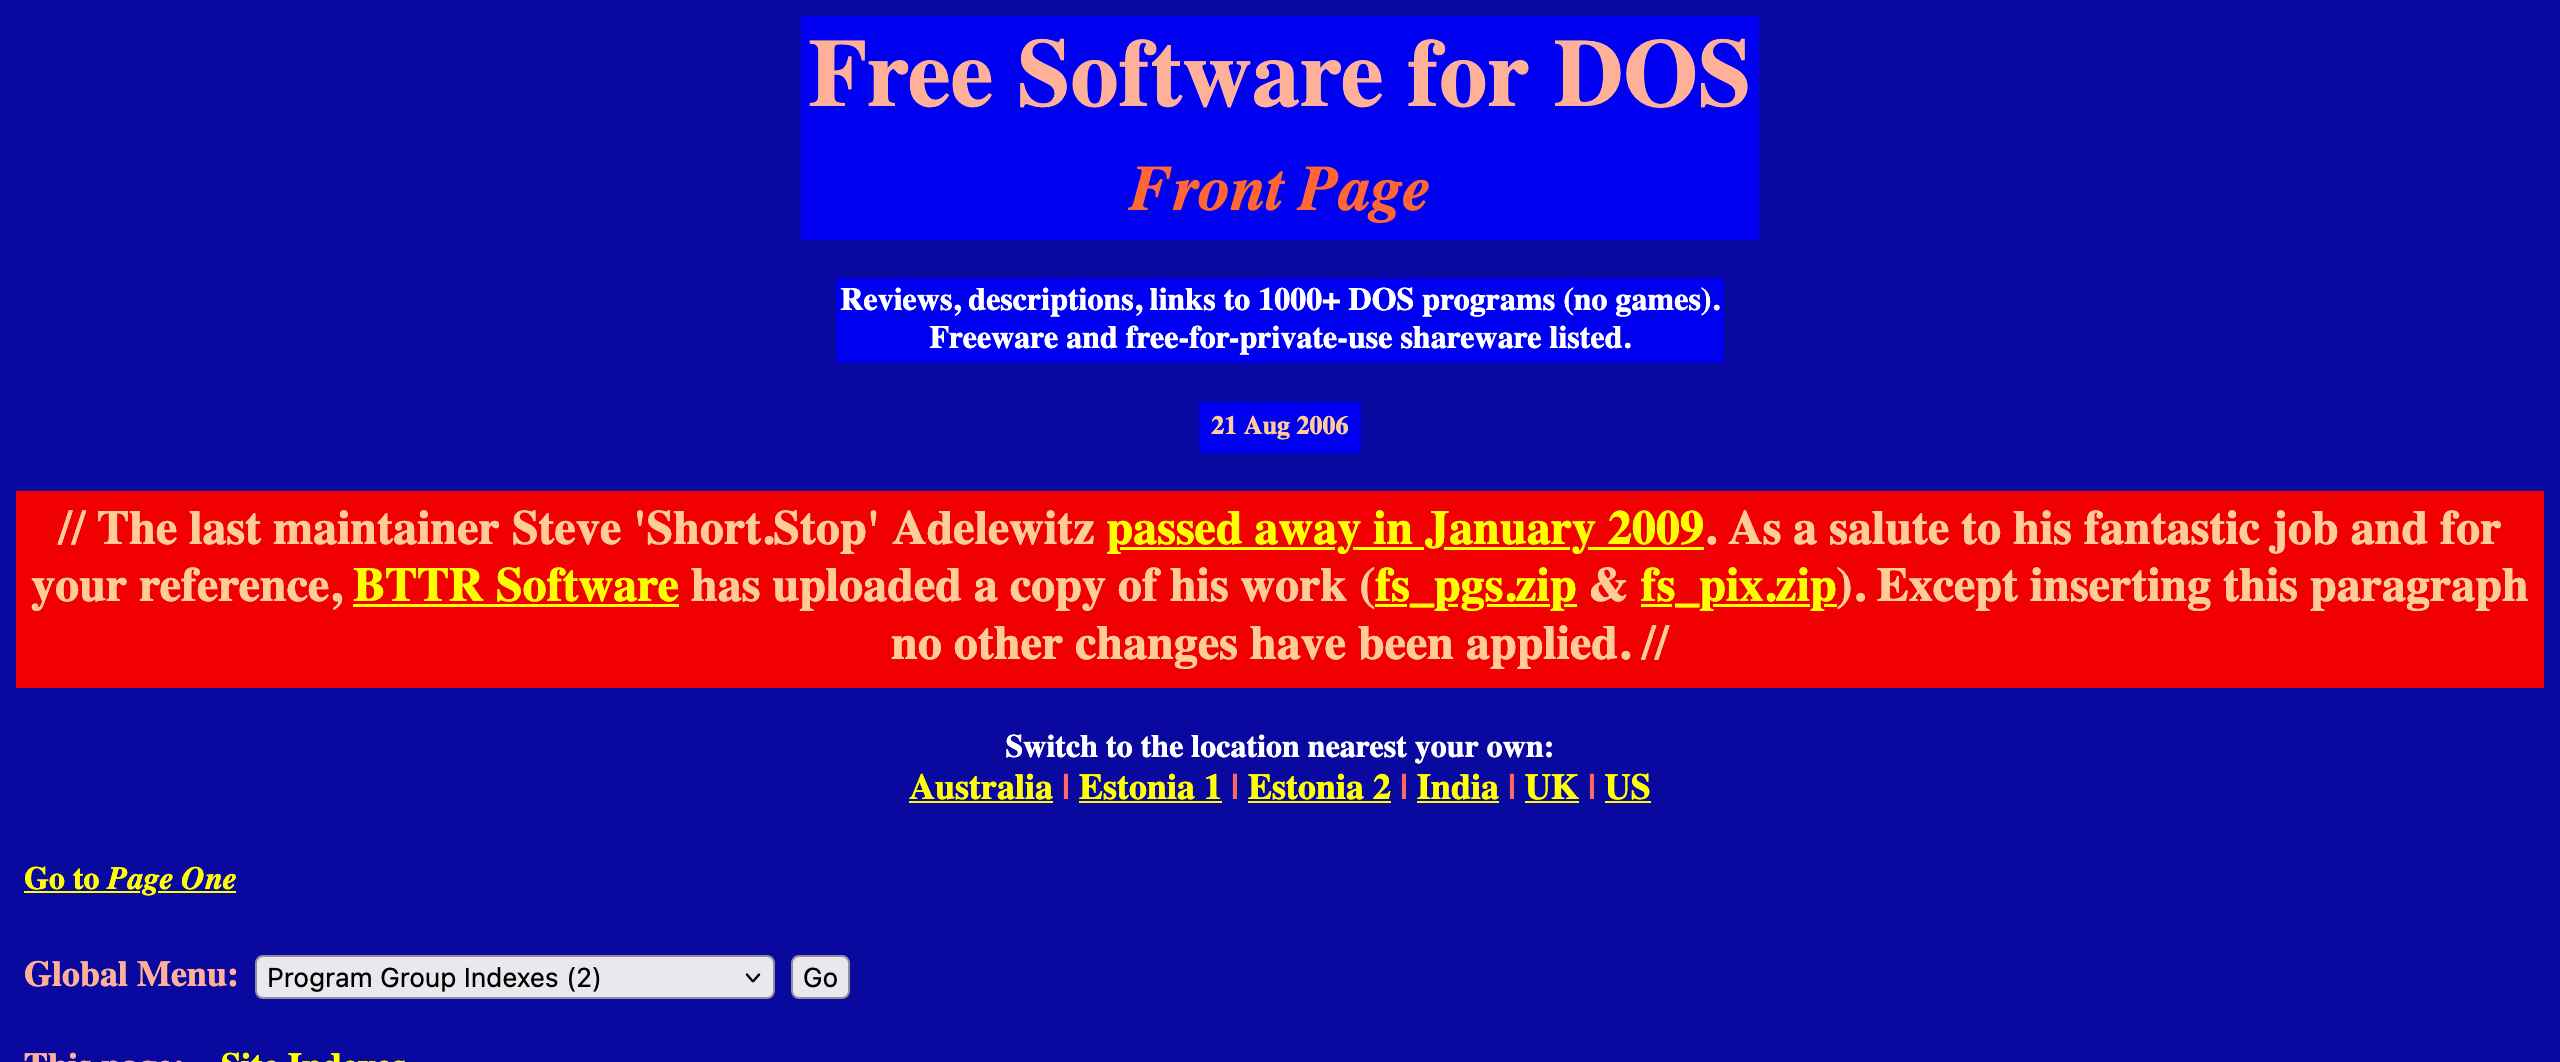 Free Software for DOS
Front Page
Reviews, descriptions, links to 1000+ DOS programs (no games).
Freeware and free-for-private-use shareware listed.
21 Aug 2006
// The last maintainer Steve 'Short.Stop' Adelewitz passed away in January 2009. As a salute to his fantastic job and for
your reference, BTTR Software has uploaded a copy of his work (fs_pgs.zip & fs_pix.zip). Except inserting this paragraph
no other changes have been applied. //
Switch to the location nearest your own:
Australia | Estonia 1 | Estonia 2 | India | UK | US
Go to Page One
Global Menu: Program Group Indexes (2) Go
This page: Site Indexes